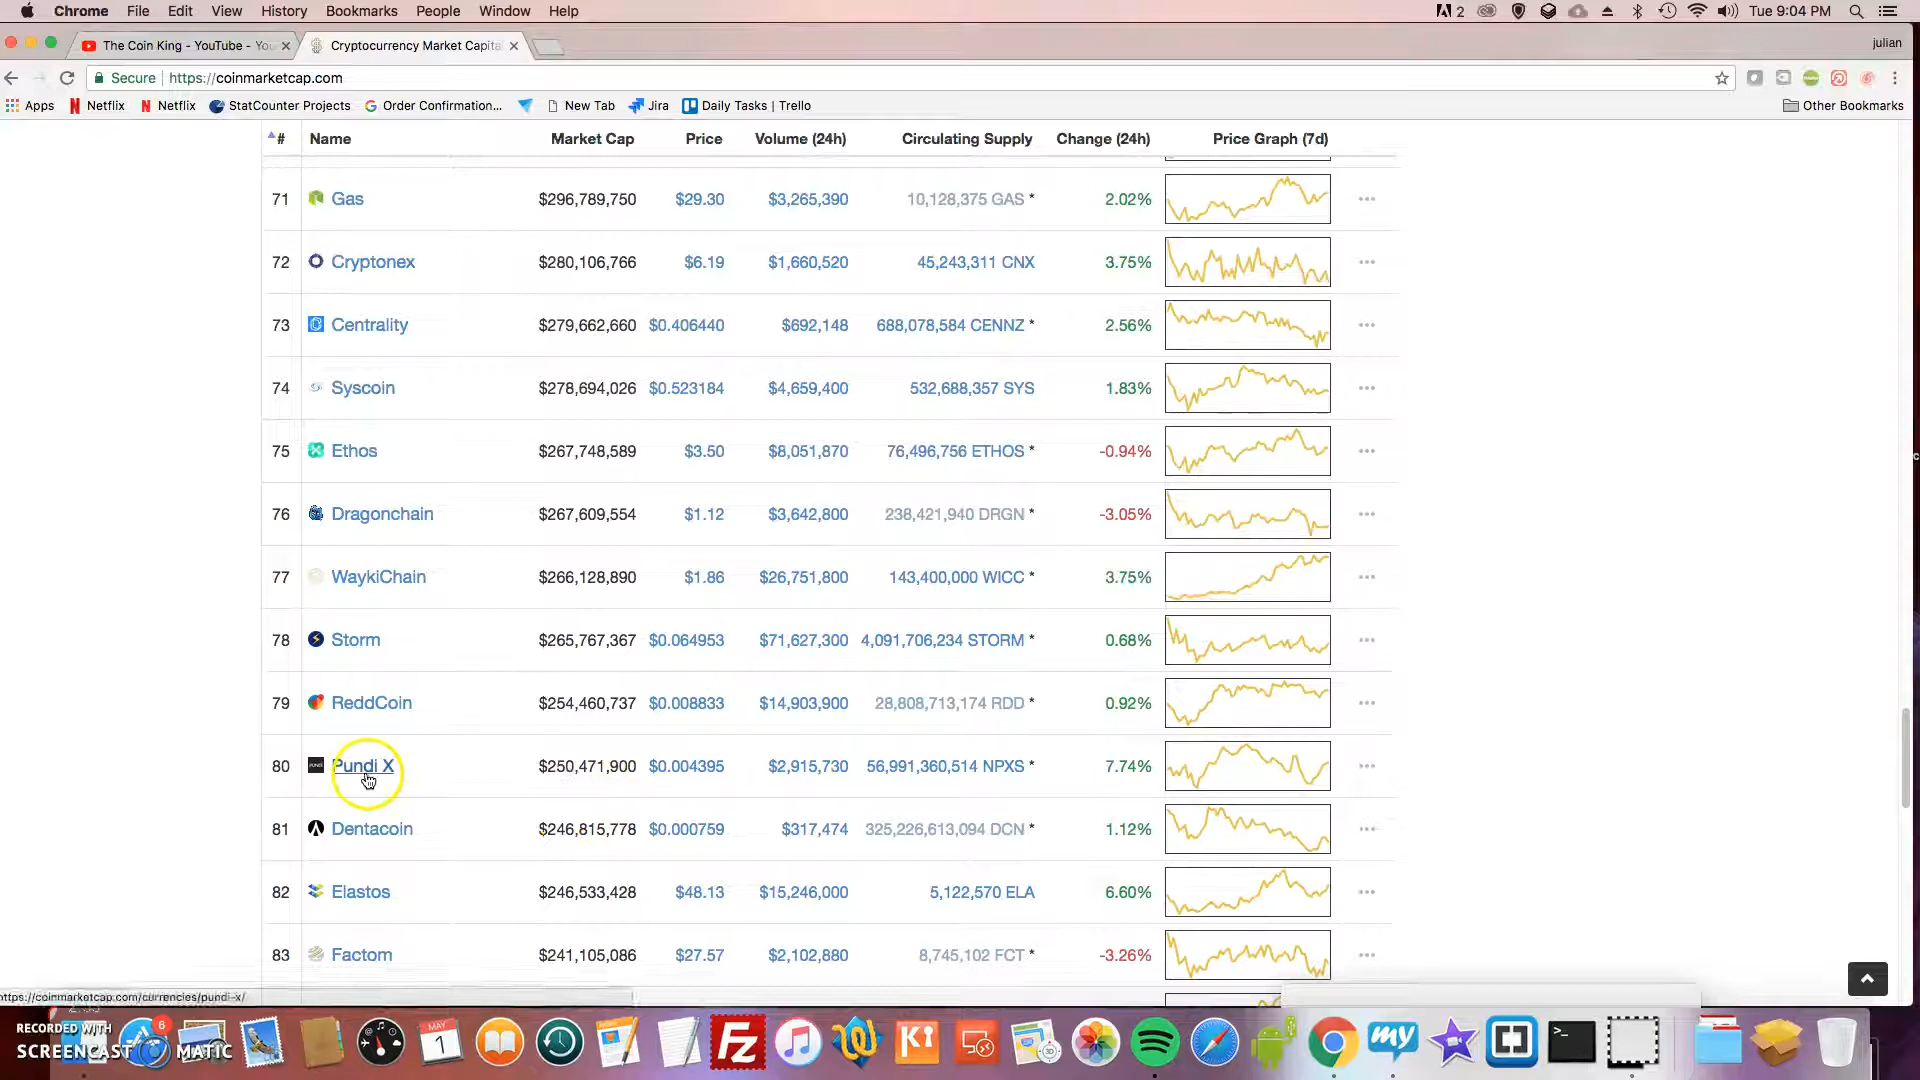 Chrome File Edit View History Bookmarks People Window Help 2 Tue 9:04 PM
The Coin King - YouTube - You Cryptocurrency Market Capita julian
Secure https://coinmarketcap.com
Apps Netflix Netflix StatCounter Projects Order Confirmation... New Tab Jira Daily Tasks | Trello Other Bookmarks
# Name Market Cap Price Volume (24h) Circulating Supply Change (24h) Price Graph (7d)
71 Gas $296,789,750 $29.30 $3,265,390 10,128,375 GAS * 2.02%
72 Cryptonex $280,106,766 $6.19 $1,660,520 45,243,311 CNX 3.75%
73 Centrality $279,662,660 $0.406440 $692,148 688,078,584 CENNZ * 2.56%
74 Syscoin $278,694,026 $0.523184 $4,659,400 532,688,357 SYS 1.83%
75 Ethos $267,748,589 $3.50 $8,051,870 76,496,756 ETHOS * -0.94%
76 Dragonchain $267,609,554 $1.12 $3,642,800 238,421,940 DRGN * -3.05%
77 WaykiChain $266,128,890 $1.86 $26,751,800 143,400,000 WICC * 3.75%
78 Storm $265,767,367 $0.064953 $71,627,300 4,091,706,234 STORM * 0.68%
79 ReddCoin $254,460,737 $0.008833 $14,903,900 28,808,713,174 RDD * 0.92%
80 Pundi X $250,471,900 $0.004395 $2,915,730 56,991,360,514 NPXS * 7.74%
81 Dentacoin $246,815,778 $0.000759 $317,474 325,226,613,094 DCN * 1.12%
82 Elastos $246,533,428 $48.13 $15,246,000 5,122,570 ELA 6.60%
83 Factom $241,105,086 $27.57 $2,102,880 8,745,102 FCT * -3.26%
https://coinmarketcap.com/currencies/pundi-x/
RECORDED WITH
SCREENCAST MATIC
6
MAY
1
Fz
K1
3D
my